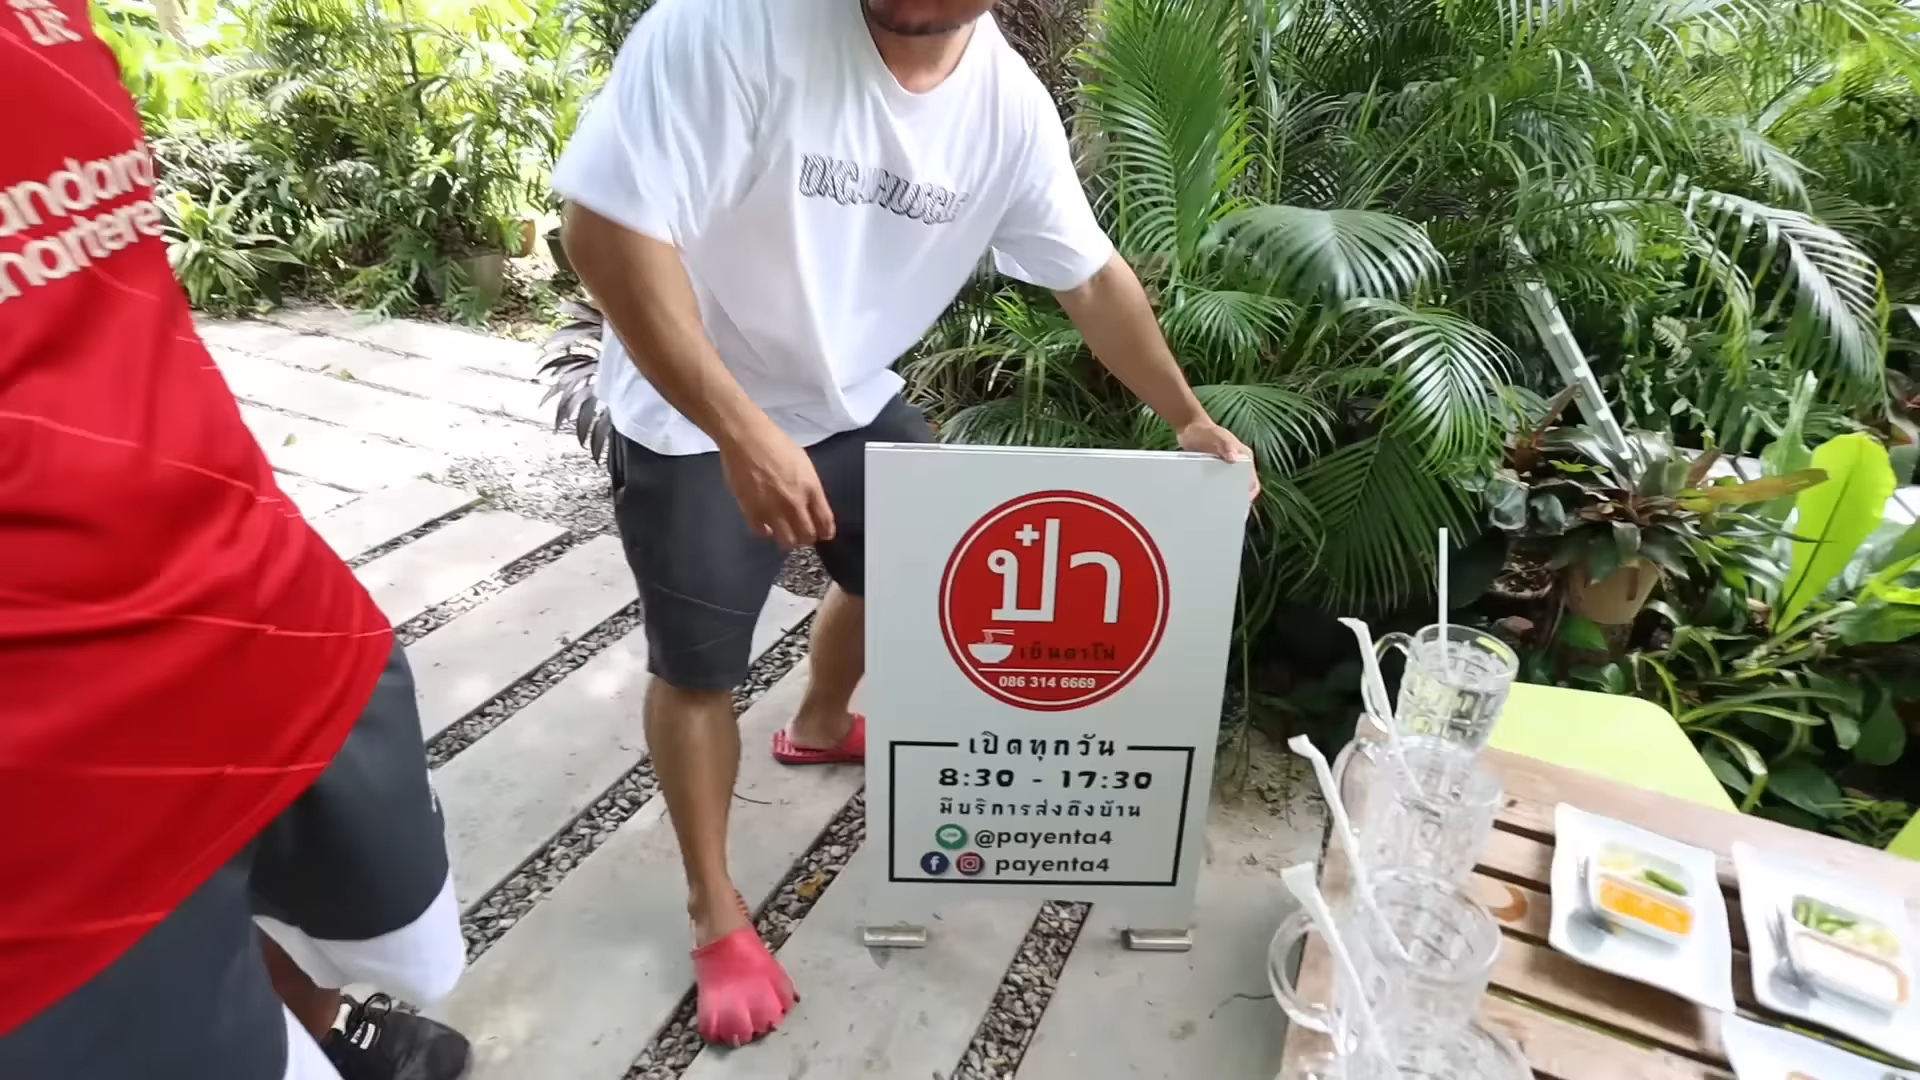 andard
harter
ป๋า
เย็นตาโฟ
086 314 6669
เปิดทุกวัน
8:30 - 17:30
มีบริการส่งถึงบ้าน
@payenta4
payenta4